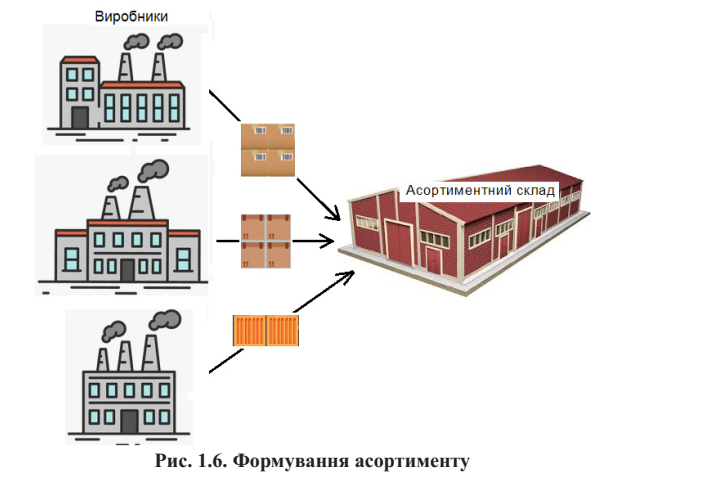 Виробники
Асортиментний склад
Рис. 1.6. Формування асортименту